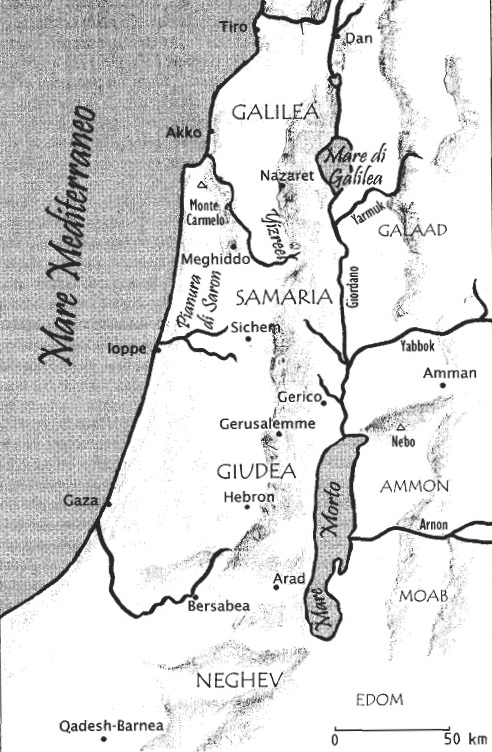 Tiro
Dan
GALILEA
Akko
Mare di
Galilea
Nazaret
Monte
Carmelo
Yizreel
Yarmuk
GALAAD
Mare Mediterraneo
Meghiddo
Pianura
di Saron
SAMARIA
Giordano
Sichem
Ioppe
Yabbok
Amman
Gerico
Gerusalemme
Nebo
GIUDEA
AMMON
Hebron
Gaza
Mare Morto
Arnon
Arad
Bersabea
MOAB
NEGHEV
EDOM
Qadesh-Barnea
0 50 km